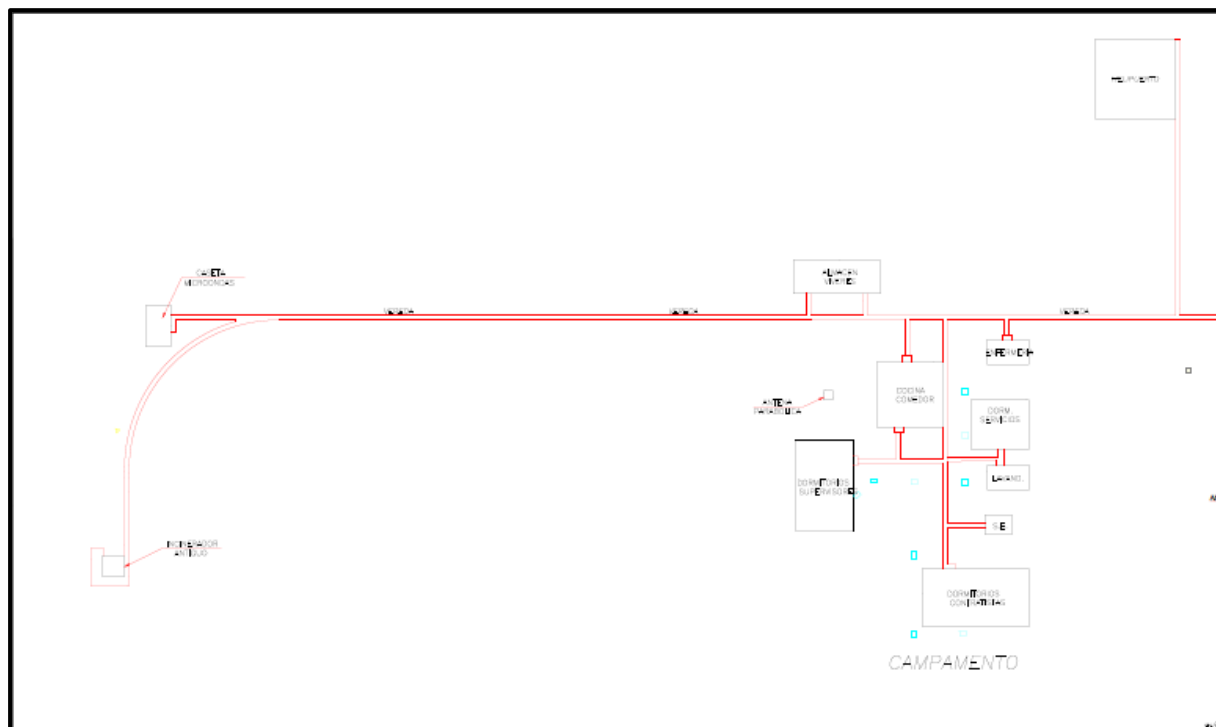 HELIPUERTO
CASETA
MICROONDAS
ALMACEN
VIVERES
VEREDA
VEREDA
VEREDA
ENFERMERIA
COCINA
COMEDOR
ANTENA
PARABOLICA
DORM.
SERVICIOS
DORMITORIOS
SUPERVISORES
LAVAND.
S.E
INCINERADOR
ANTIGUO
DORMITORIOS
CONTRATISTAS
CAMPAMENTO